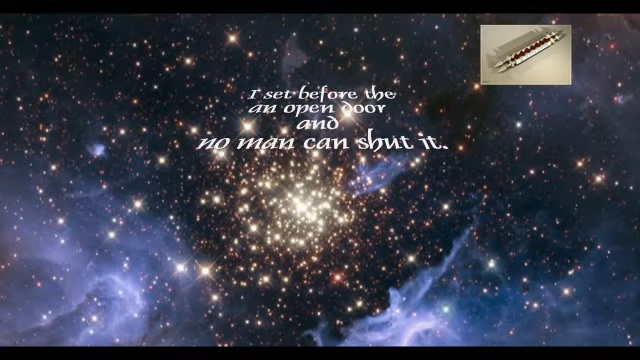 I set before the
an open door
and
no man can shut it.